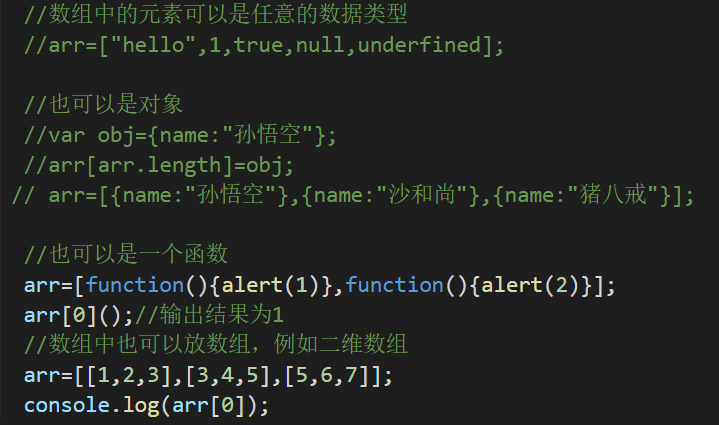 //数组中的元素可以是任意的数据类型
//arr=["hello",1,true,null,underfined];
//也可以是对象
//var obj={name:"孙悟空"};
//arr[arr.length]=obj;
// arr=[{name:"孙悟空"},{name:"沙和尚"},{name:"猪八戒"}];
//也可以是一个函数
arr=[function(){alert(1)},function(){alert(2)}];
arr[0]();//输出结果为1
//数组中也可以放数组，例如二维数组
arr=[[1,2,3],[3,4,5],[5,6,7]];
console.log(arr[0]);